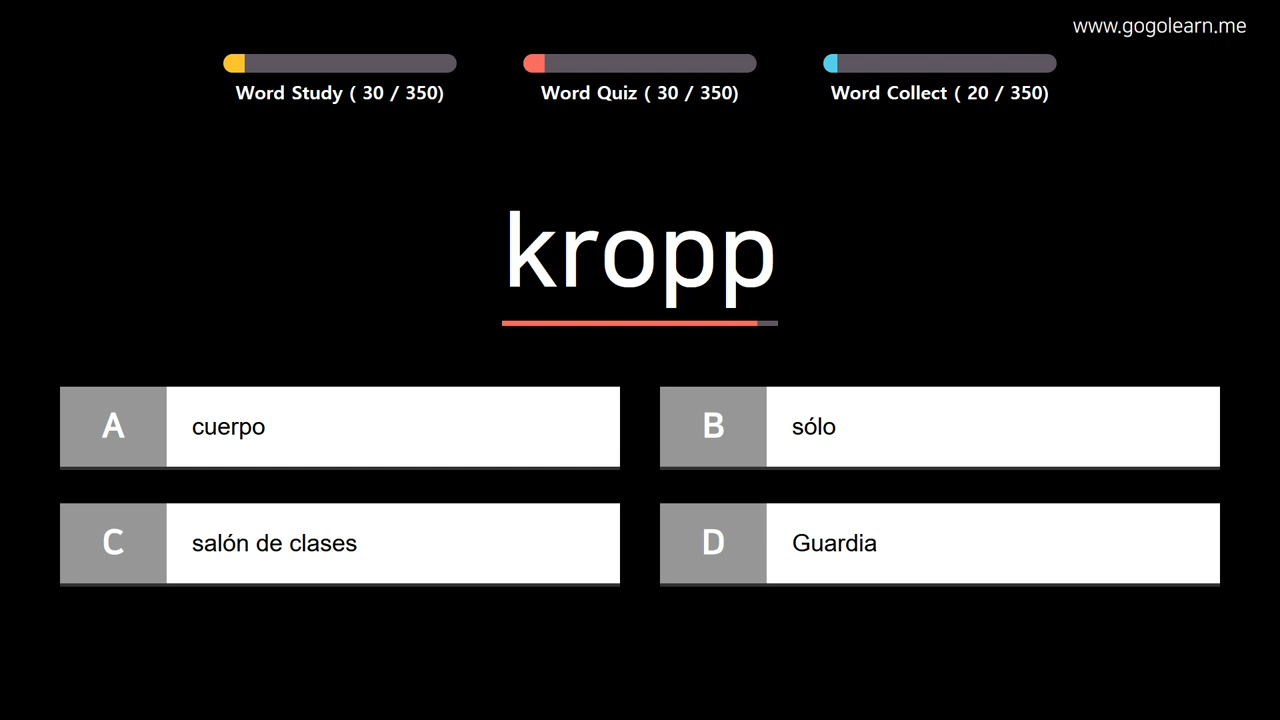 www.gogolearn.me
Word Study ( 30 / 350)
Word Quiz ( 30 / 350)
Word Collect ( 20 / 350)
kropp
A cuerpo
B sólo
C salón de clases
D Guardia